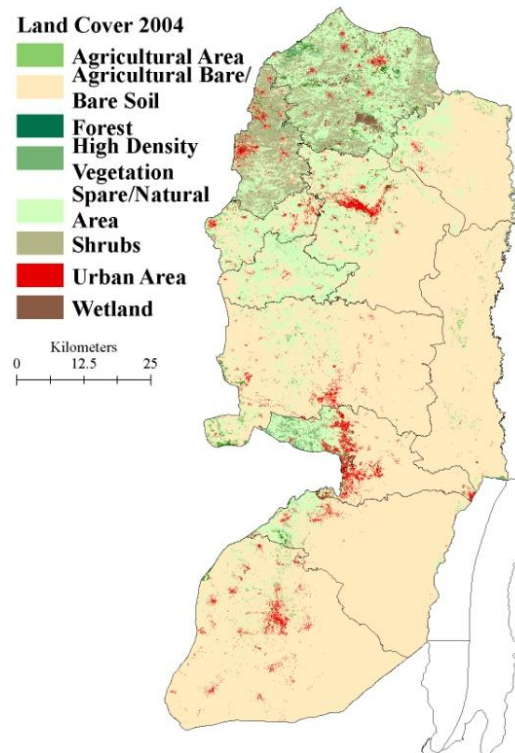 Land Cover 2004
Agricultural Area
Agricultural Bare/
Bare Soil
Forest
High Density
Vegetation
Spare/Natural
Area
Shrubs
Urban Area
Wetland
Kilometers
0 12.5 25